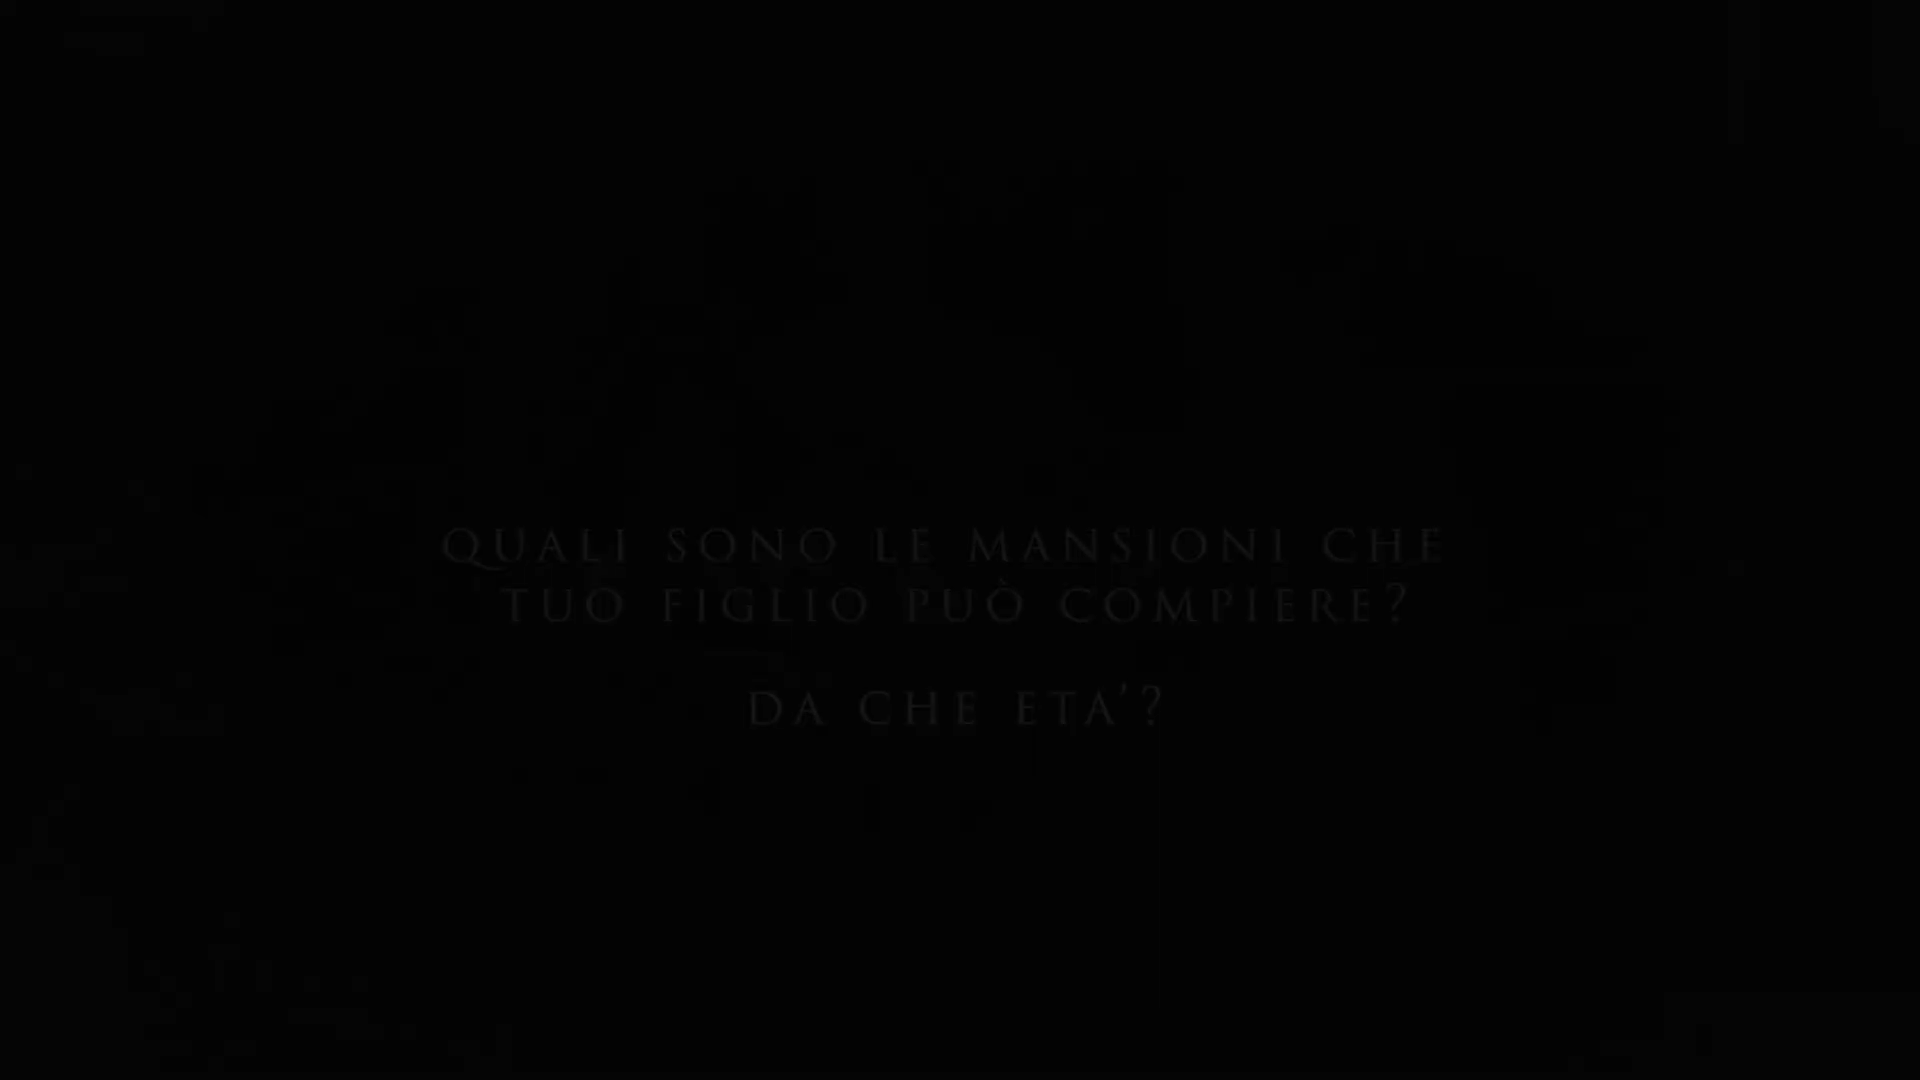 QUALI SONO LE MANSIONI CHE
TUO FIGLIO PUÒ COMPIERE?
DA CHE ETA'?